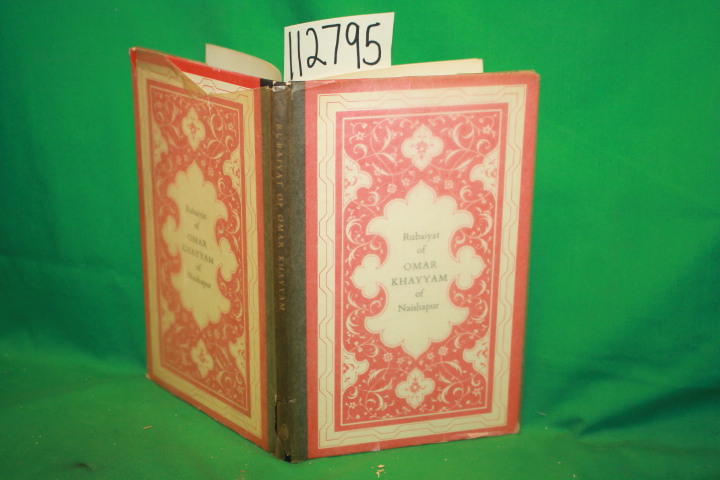 112795
Rubaiyat
of
OMAR
KHAYYAM
of
Naishapur
RUBAIYAT OF OMAR KHAYYAM
Rubaiyat
of
OMAR
KHAYYAM
of
Naishapur